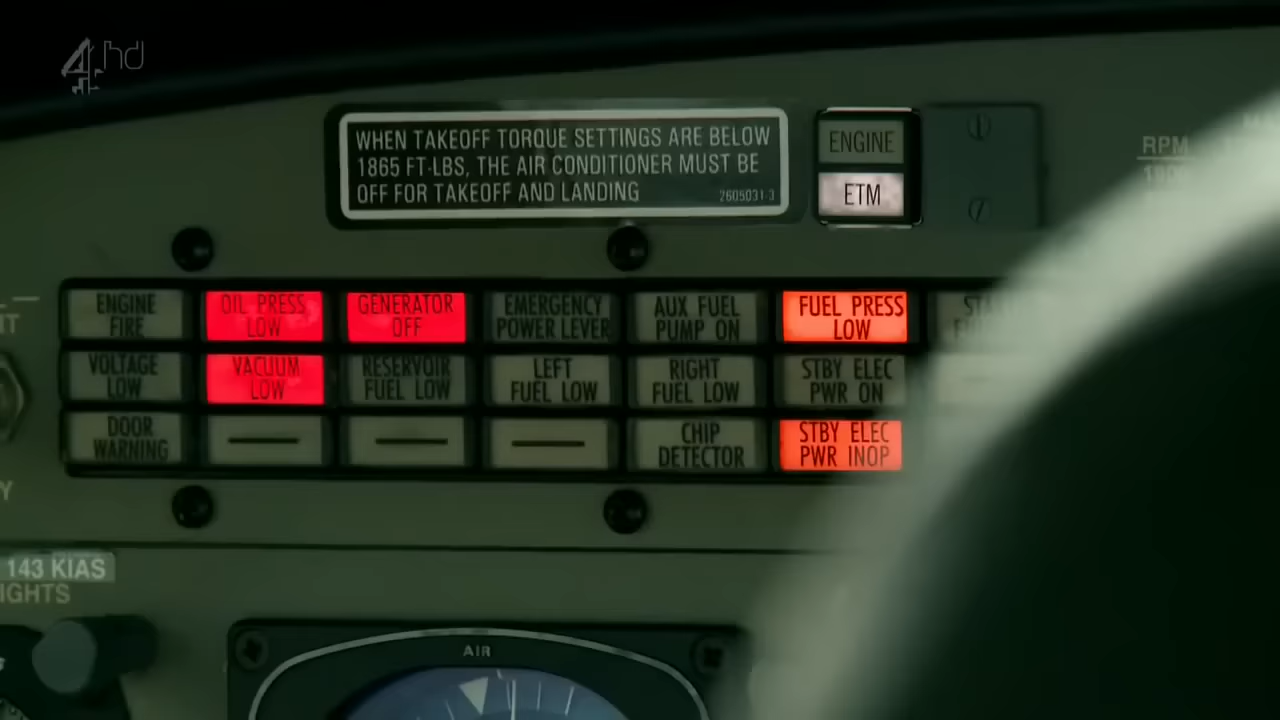 4 hd
WHEN TAKEOFF TORQUE SETTINGS ARE BELOW
1865 FT-LBS, THE AIR CONDITIONER MUST BE
OFF FOR TAKEOFF AND LANDING
2605031-3
ENGINE
ETM
RPM
ENGINE
FIRE
OIL PRESS
LOW
GENERATOR
OFF
EMERGENCY
POWER LEVER
AUX FUEL
PUMP ON
FUEL PRESS
LOW
VOLTAGE
LOW
VACUUM
LOW
RESERVOIR
FUEL LOW
LEFT
FUEL LOW
RIGHT
FUEL LOW
STBY ELEC
PWR ON
DOOR
WARNING
CHIP
DETECTOR
STBY ELEC
PWR INOP
143 KIAS
IGHTS
AIR